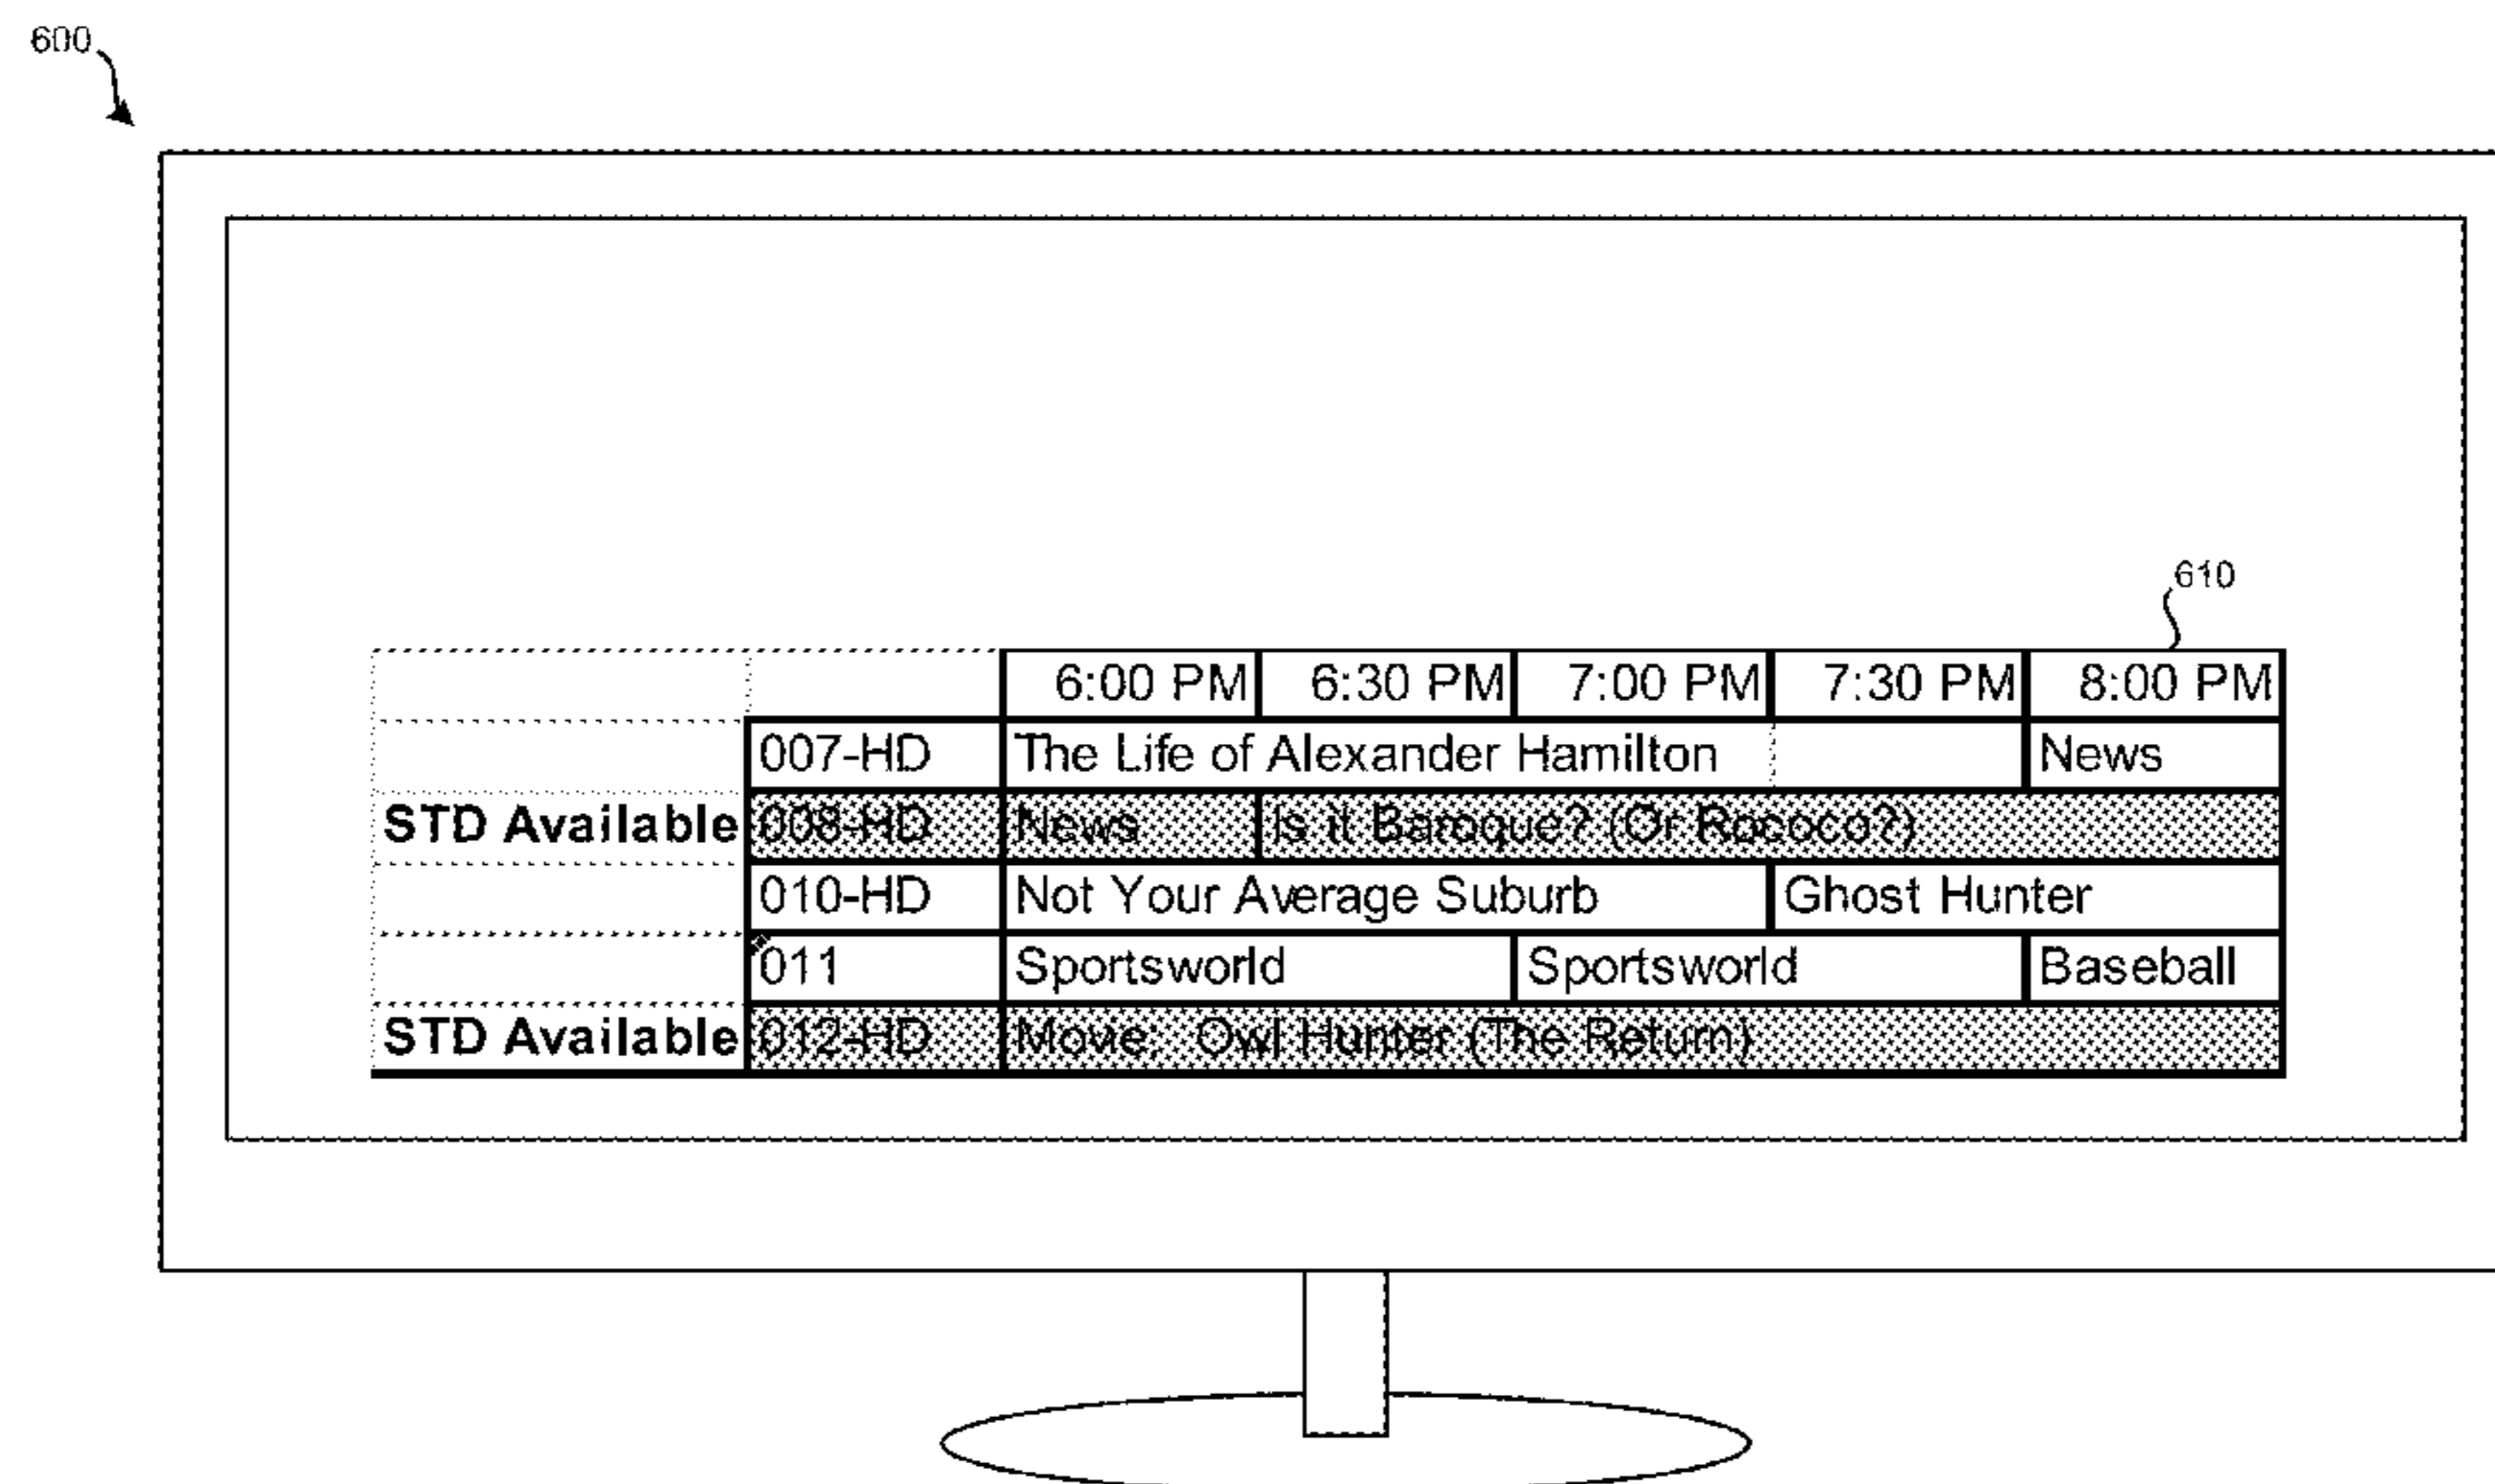 600
610
6:00 PM 6:30 PM 7:00 PM 7:30 PM 8:00 PM
007-HD The Life of Alexander Hamilton News
STD Available 008-HD News Is it Baroque? (Or Rococo?)
010-HD Not Your Average Suburb Ghost Hunter
011 Sportsworld Sportsworld Baseball
STD Available 012-HD Movie: Owl Hunter (The Return)